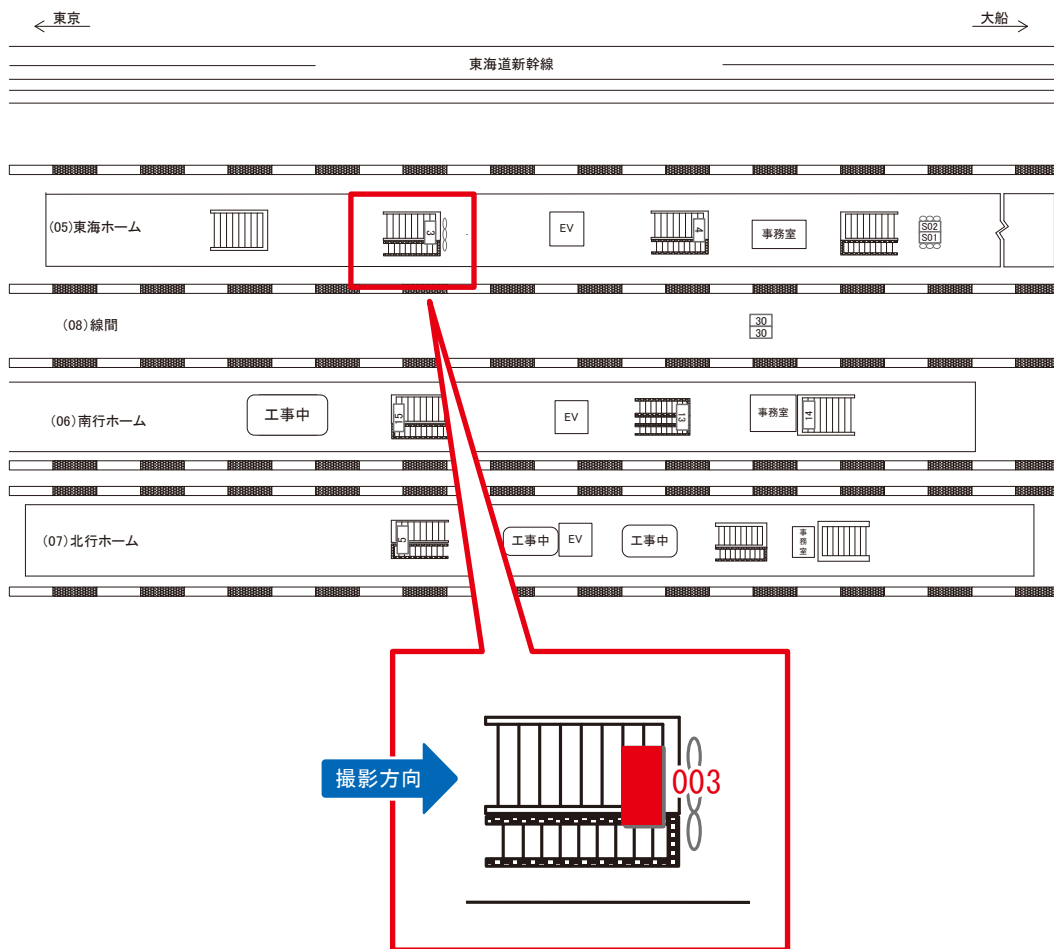 東京
大船
東海道新幹線
(05)東海ホーム
3
EV
4
事務室
S02
S01
(08)線間
30
30
(06)南行ホーム
工事中
15
EV
13
事務室
14
(07)北行ホーム
5
工事中
EV
工事中
事務室
撮影方向
003